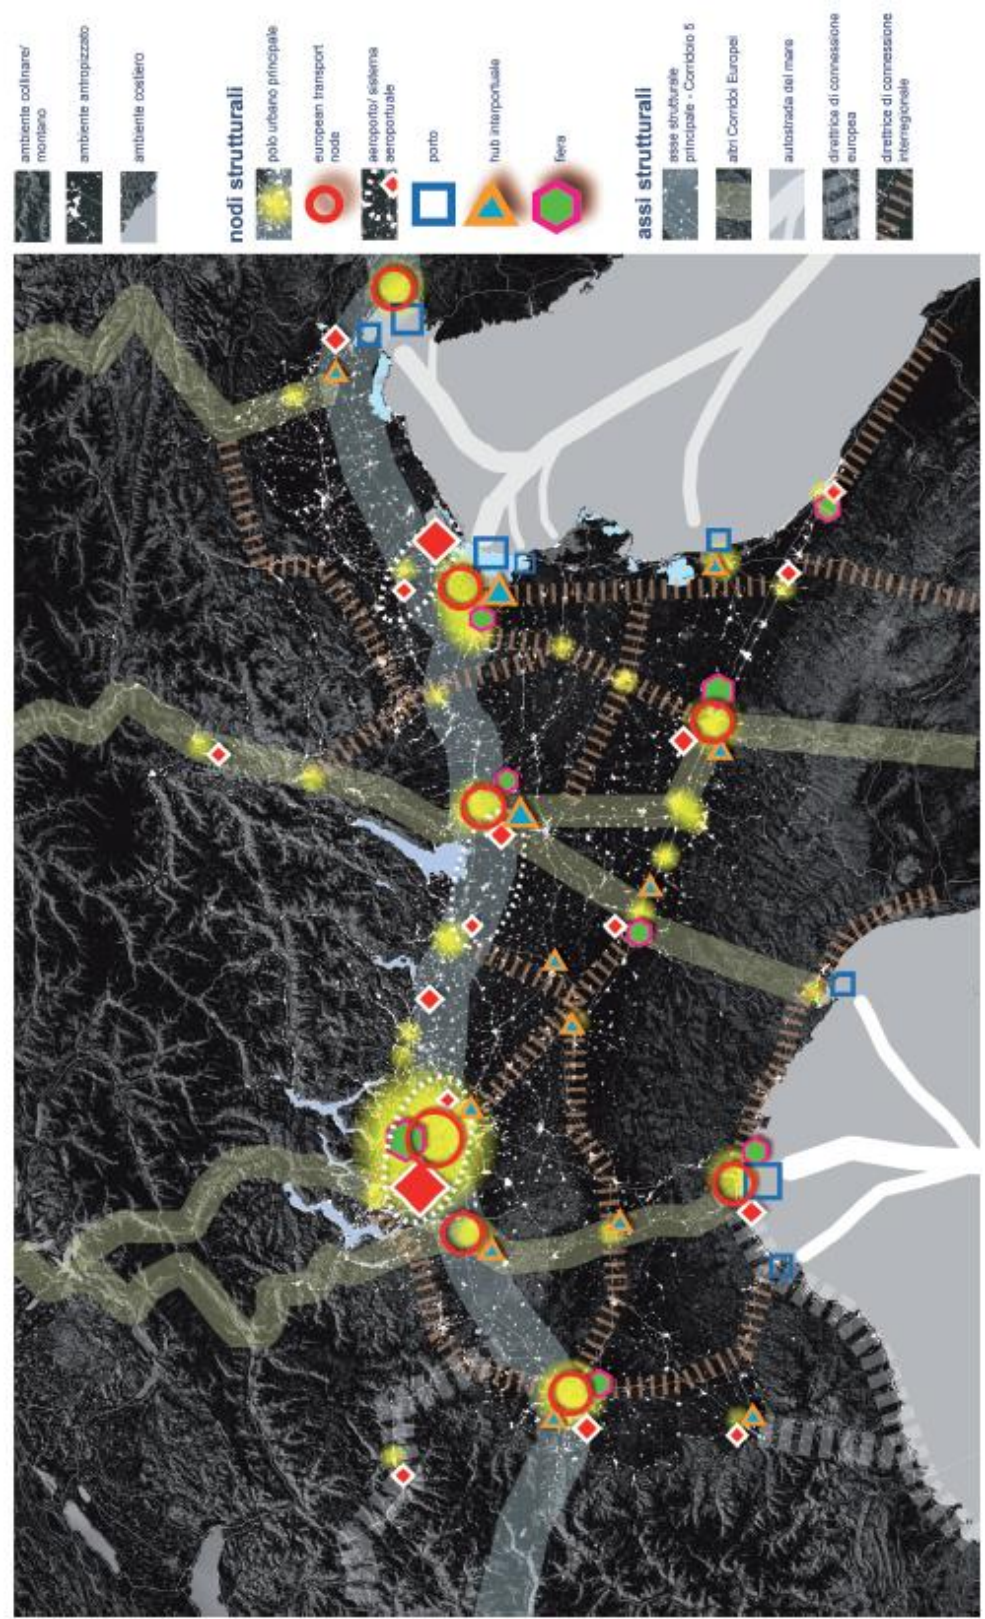 ambiente collinare/
montano
ambiente antropizzato
ambiente costiero
nodi strutturali
polo urbano principale
european transport
node
aeroporto/ sistema
aeroportuale
porto
hub interportuale
fiera
assi strutturali
asse strutturale
principale - Corridoio 5
altri Corridoi Europei
autostrada del mare
direttrice di connessione
europea
direttrice di connessione
interregionale